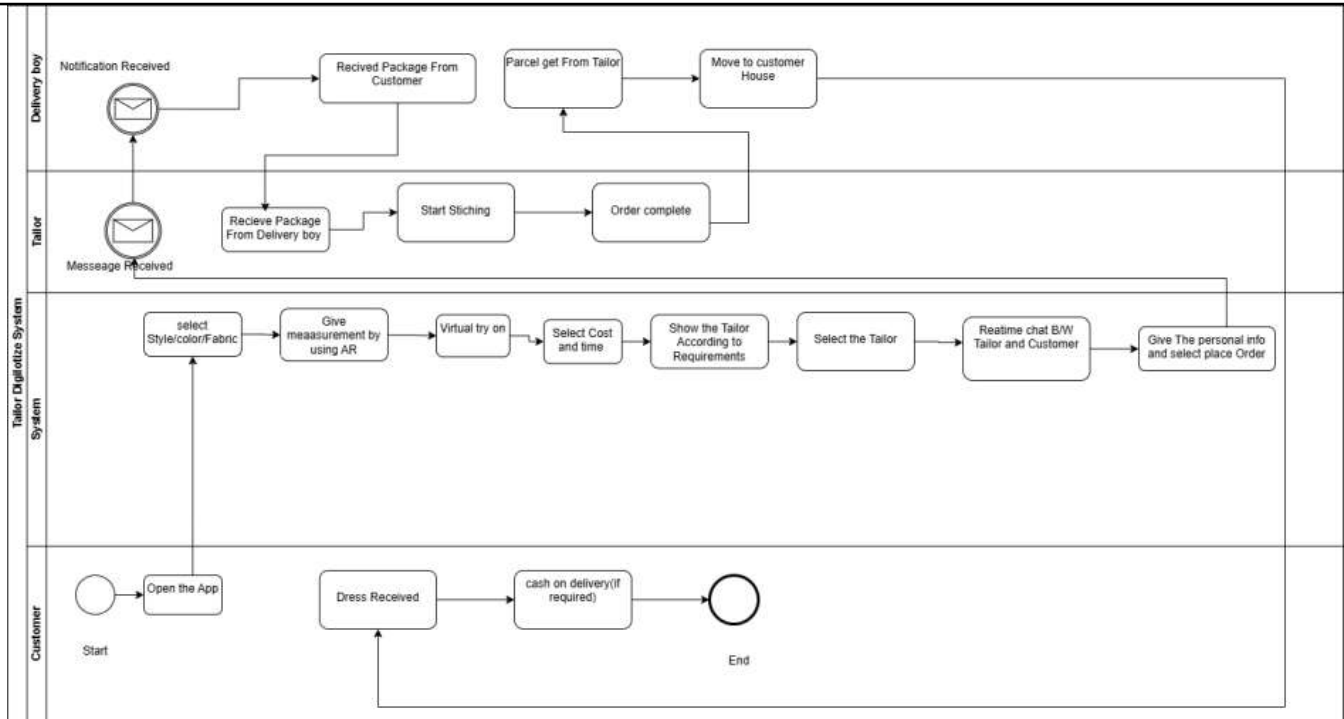 Tailor Digilotize System
Delivery boy
Notification Received
Recived Package From
Customer
Parcel get From Tailor
Move to customer
House
Tailor
Messeage Received
Recieve Package
From Delivery boy
Start Stiching
Order complete
System
select
Style/color/Fabric
Give
meaasurement by
using AR
Virtual try on
Select Cost
and time
Show the Tailor
According to
Requirements
Select the Tailor
Reatime chat B/W
Tailor and Customer
Give The personal info
and select place Order
Customer
Start
Open the App
Dress Received
cash on delivery(if
required)
End